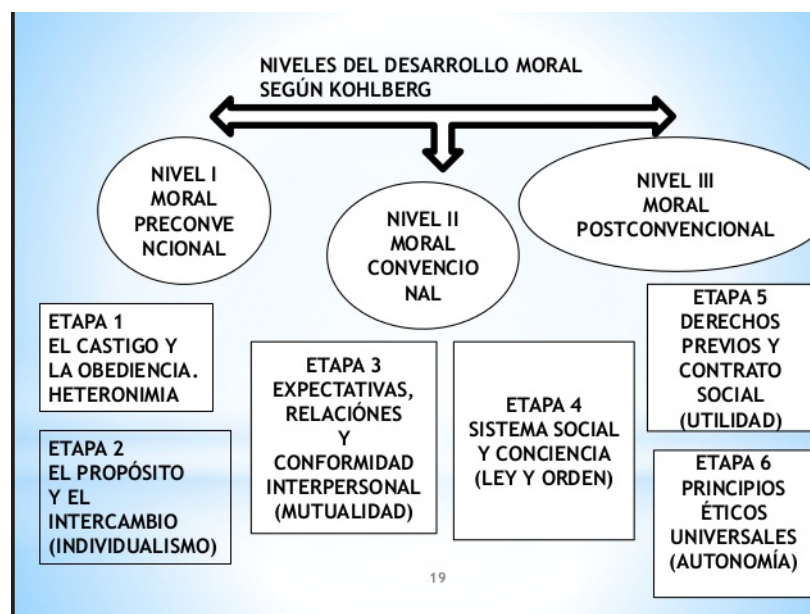 NIVELES DEL DESARROLLO MORAL
SEGÚN KOHLBERG
NIVEL I
MORAL
PRECONVE
NCIONAL
NIVEL II
MORAL
CONVENCIO
NAL
NIVEL III
MORAL
POSTCONVENCIONAL
ETAPA 1
EL CASTIGO Y
LA OBEDIENCIA.
HETERONIMIA
ETAPA 2
EL PROPÓSITO
Y EL
INTERCAMBIO
(INDIVIDUALISMO)
ETAPA 3
EXPECTATIVAS,
RELACIÓNES
Y
CONFORMIDAD
INTERPERSONAL
(MUTUALIDAD)
ETAPA 4
SISTEMA SOCIAL
Y CONCIENCIA
(LEY Y ORDEN)
ETAPA 5
DERECHOS
PREVIOS Y
CONTRATO
SOCIAL
(UTILIDAD)
ETAPA 6
PRINCIPIOS
ÉTICOS
UNIVERSALES
(AUTONOMÍA)
19